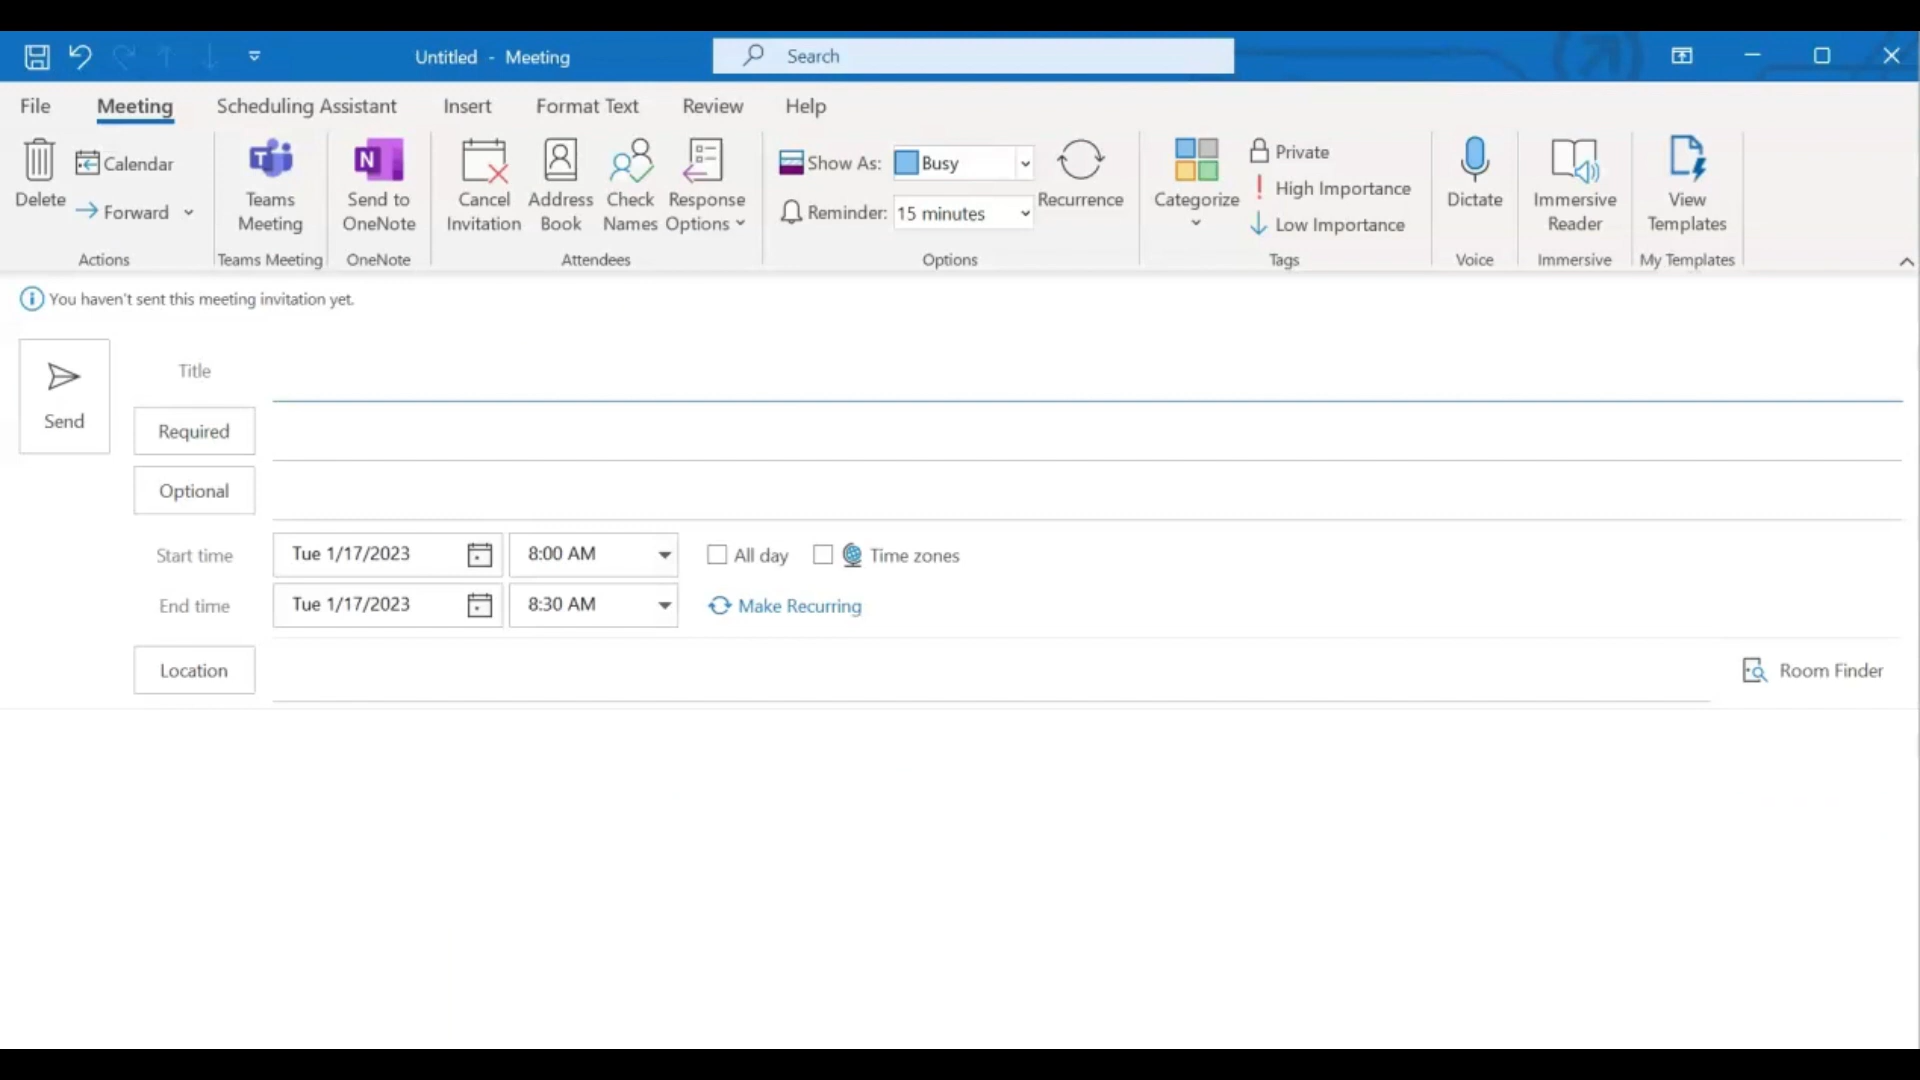 Untitled - Meeting
Search
File Meeting Scheduling Assistant Insert Format Text Review Help
Delete
Calendar
Forward
Actions
Teams
Meeting
Teams Meeting
Send to
OneNote
OneNote
Cancel
Invitation
Address
Book
Check
Names
Response
Options
Attendees
Show As: Busy
Reminder: 15 minutes
Recurrence
Options
Categorize
Private
High Importance
Low Importance
Tags
Dictate
Voice
Immersive
Reader
Immersive
View
Templates
My Templates
You haven't sent this meeting invitation yet.
Send
Title
Required
Optional
Start time Tue 1/17/2023 8:00 AM All day Time zones
End time Tue 1/17/2023 8:30 AM Make Recurring
Location Room Finder